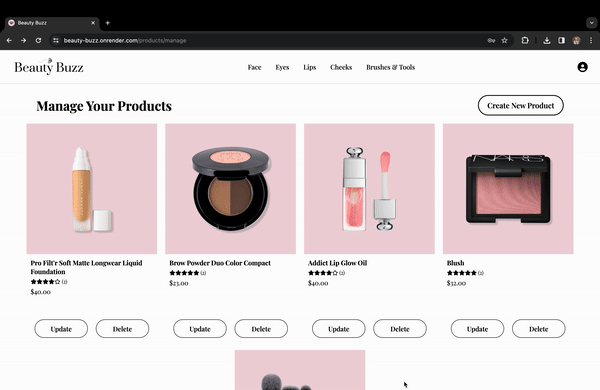 Beauty Buzz
beauty-buzz.onrender.com/products/manage
Beauty Buzz
Face Eyes Lips Cheeks Brushes & Tools
Manage Your Products
Create New Product
NARS
Pro Filt'r Soft Matte Longwear Liquid
Foundation
(2)
$40.00
Brow Powder Duo Color Compact
(2)
$23.00
Addict Lip Glow Oil
(2)
$40.00
Blush
(2)
$32.00
Update Delete Update Delete Update Delete Update Delete